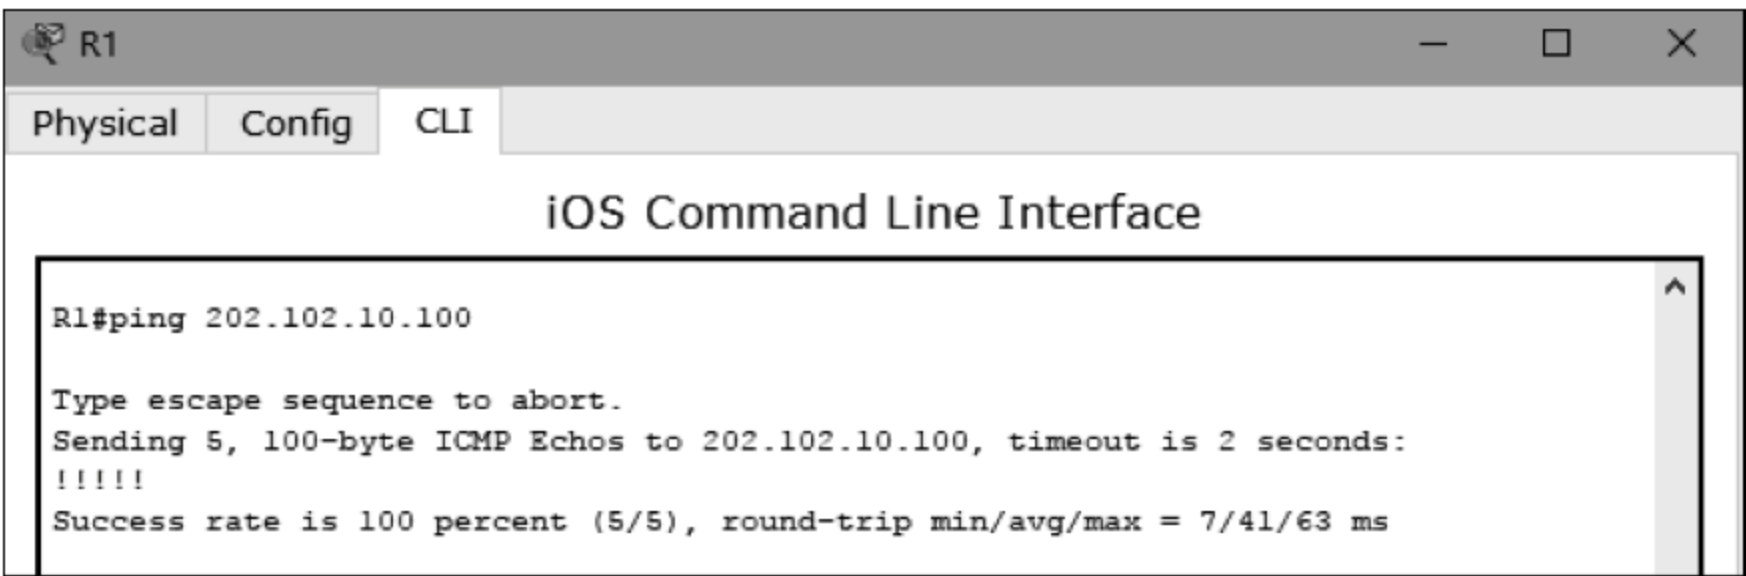 R1
Physical Config CLI
iOS Command Line Interface
R1#ping 202.102.10.100
Type escape sequence to abort.
Sending 5, 100-byte ICMP Echos to 202.102.10.100, timeout is 2 seconds:
!!!!!
Success rate is 100 percent (5/5), round-trip min/avg/max = 7/41/63 ms